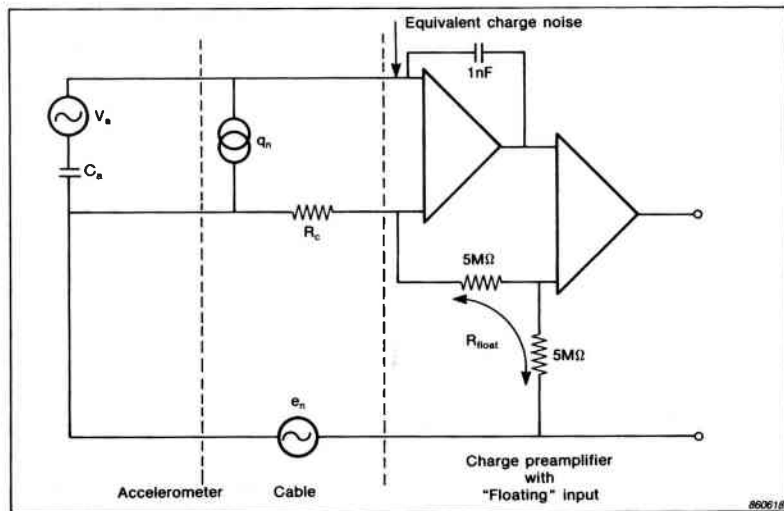 Equivalent charge noise
1nF
Va
qn
Ca
Rc
5MΩ
Rfloat
5MΩ
en
Accelerometer
Cable
Charge preamplifier
with
"Floating" input
860618